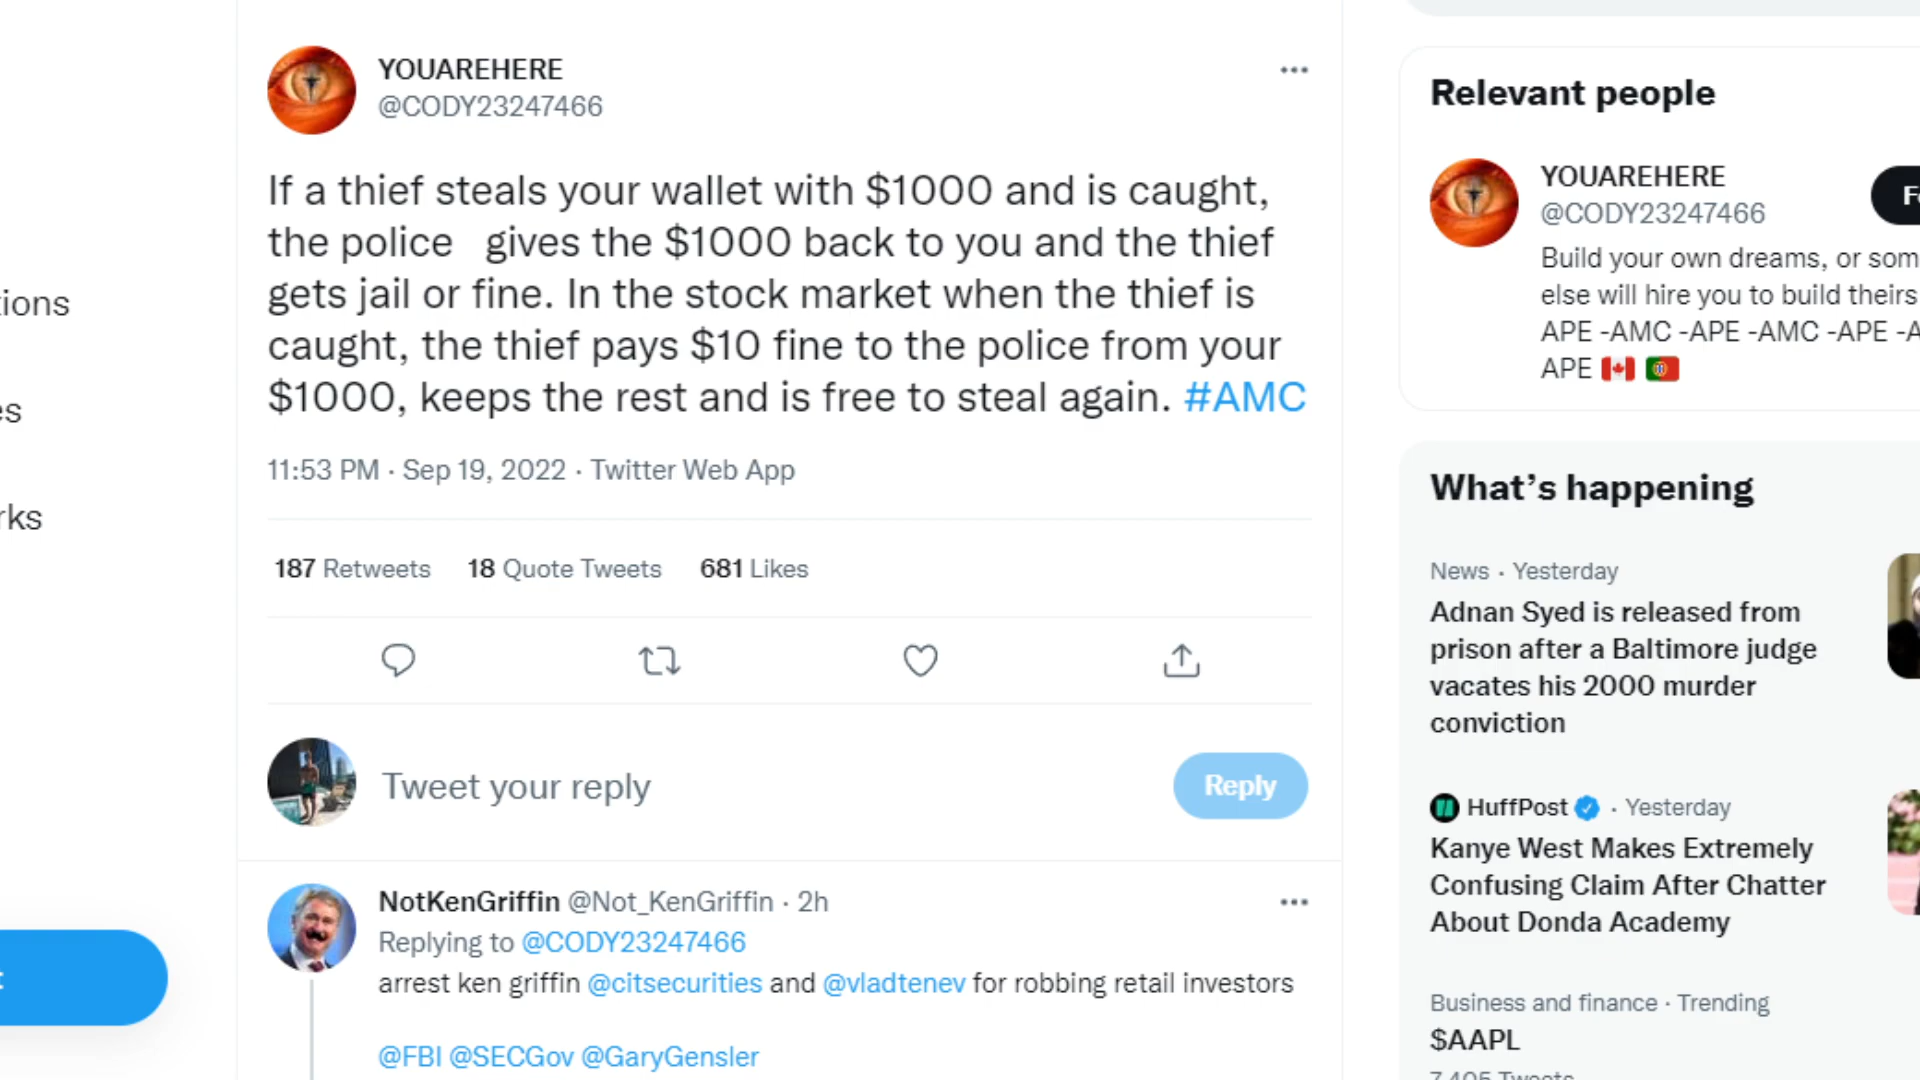 YOUAREHERE
@CODY23247466
If a thief steals your wallet with $1000 and is caught,
the police   gives the $1000 back to you and the thief
gets jail or fine. In the stock market when the thief is
caught, the thief pays $10 fine to the police from your
$1000, keeps the rest and is free to steal again. #AMC
11:53 PM · Sep 19, 2022 · Twitter Web App
187 Retweets 18 Quote Tweets 681 Likes
Tweet your reply
Reply
NotKenGriffin @Not_KenGriffin · 2h
Replying to @CODY23247466
arrest ken griffin @citsecurities and @vladtenev for robbing retail investors
@FBI @SECGov @GaryGensler
Relevant people
YOUAREHERE
@CODY23247466
Build your own dreams, or som
else will hire you to build theirs
APE -AMC -APE -AMC -APE -A
APE
What's happening
News · Yesterday
Adnan Syed is released from
prison after a Baltimore judge
vacates his 2000 murder
conviction
HuffPost · Yesterday
Kanye West Makes Extremely
Confusing Claim After Chatter
About Donda Academy
Business and finance · Trending
$AAPL
7,405 Tweets